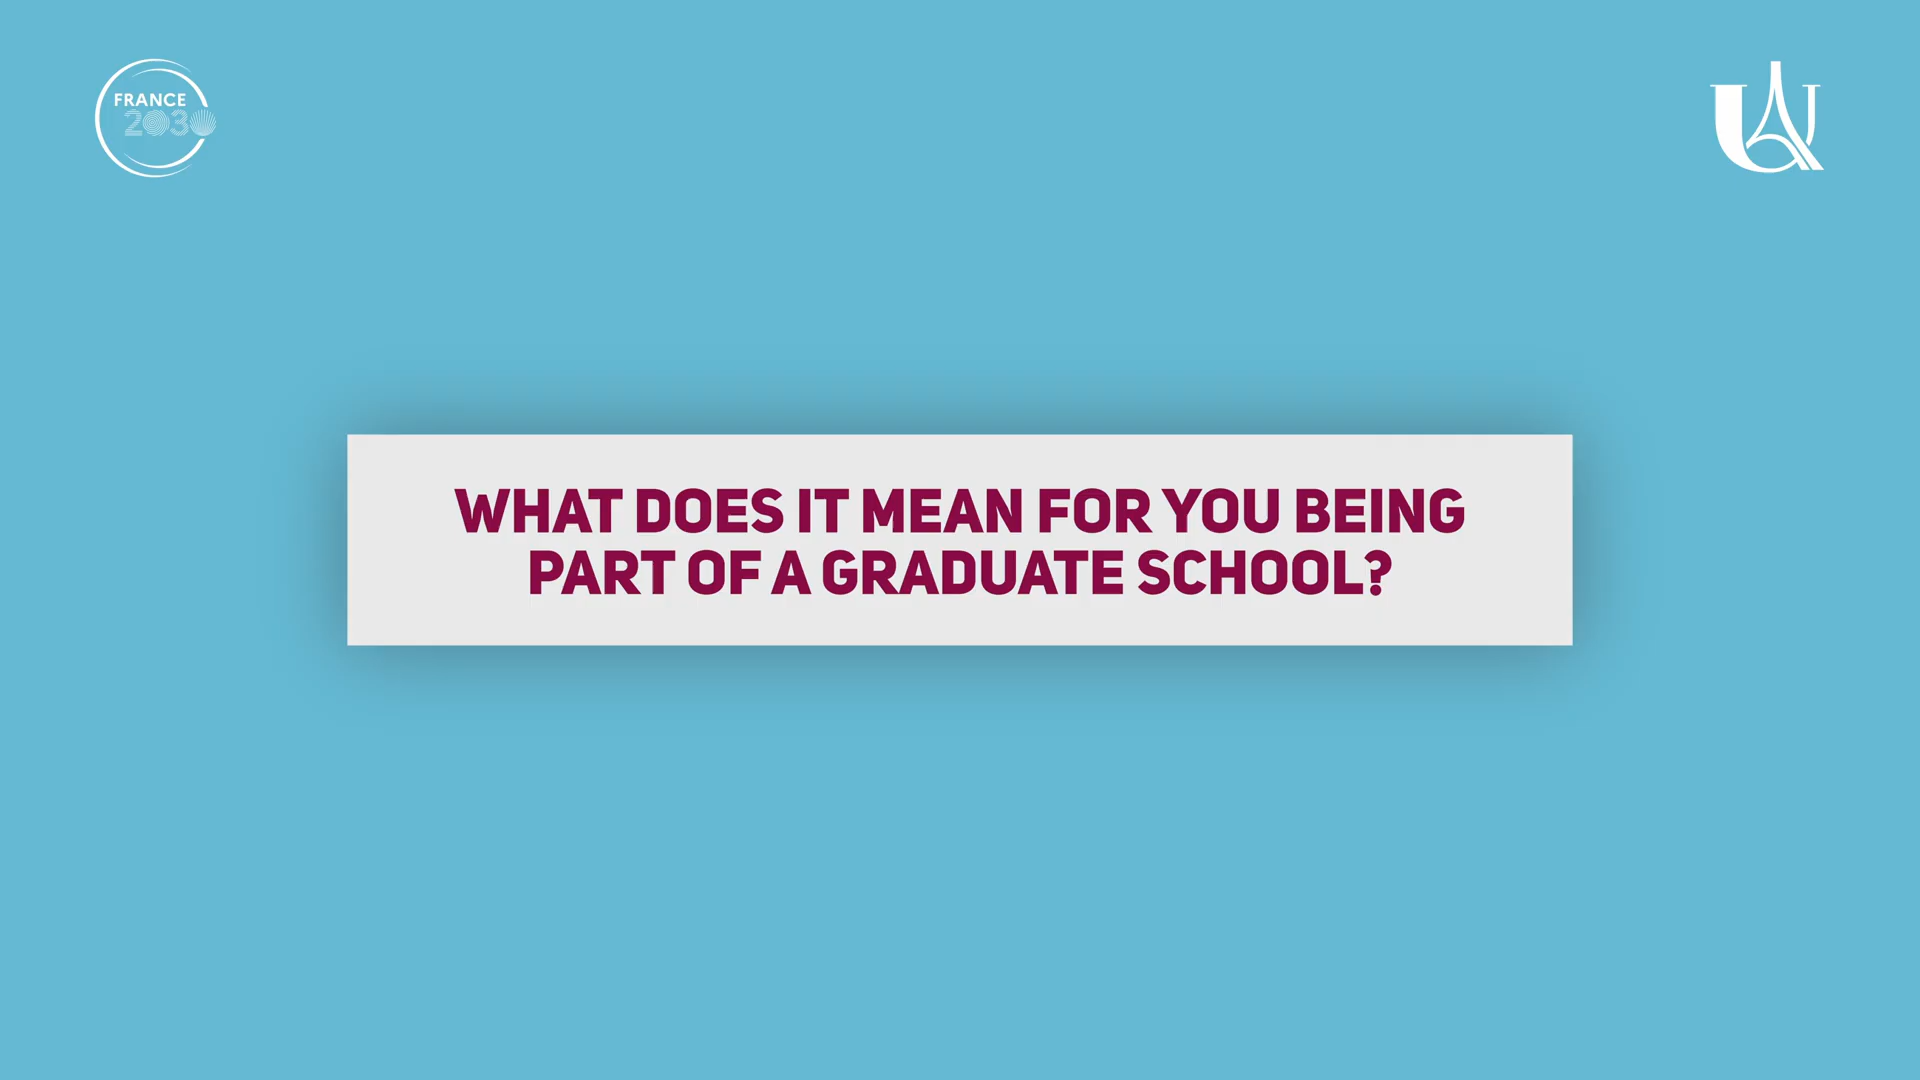 FRANCE
2030
WHAT DOES IT MEAN FOR YOU BEING
PART OF A GRADUATE SCHOOL?